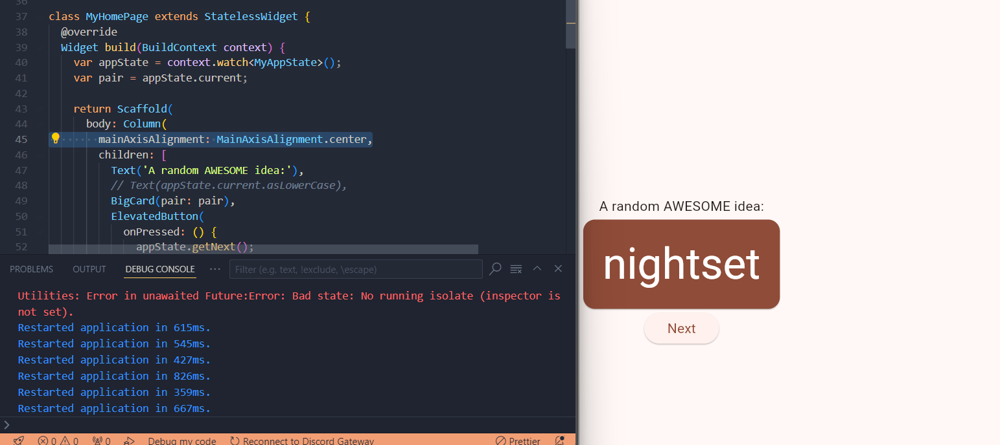 36
37 class MyHomePage extends StatelessWidget {
38 @override
39 Widget build(BuildContext context) {
40 var appState = context.watch<MyAppState>();
41 var pair = appState.current;
42
43 return Scaffold(
44 body: Column(
45 mainAxisAlignment: MainAxisAlignment.center,
46 children: [
47 Text('A random AWESOME idea:'),
48 // Text(appState.current.asLowerCase),
49 BigCard(pair: pair),
50 ElevatedButton(
51 onPressed: () {
52 appState.getNext();
PROBLEMS OUTPUT DEBUG CONSOLE ··· Filter (e.g. text, !exclude, \escape)
Utilities: Error in unawaited Future:Error: Bad state: No running isolate (inspector is
not set).
Restarted application in 615ms.
Restarted application in 545ms.
Restarted application in 427ms.
Restarted application in 826ms.
Restarted application in 359ms.
Restarted application in 667ms.
0 0 0 Debug my code Reconnect to Discord Gateway Prettier
A random AWESOME idea:
nightset
Next